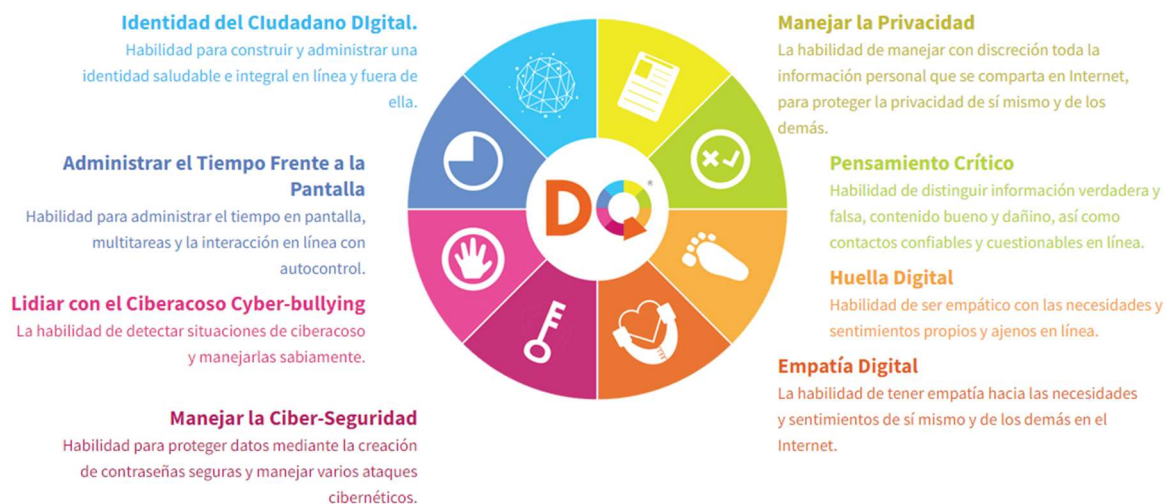 Identidad del CIudadano DIgital.
Habilidad para construir y administrar una
identidad saludable e integral en línea y fuera de
ella.
Administrar el Tiempo Frente a la
Pantalla
Habilidad para administrar el tiempo en pantalla,
multitareas y la interacción en línea con
autocontrol.
Lidiar con el Ciberacoso Cyber-bullying
La habilidad de detectar situaciones de ciberacoso
y manejarlas sabiamente.
Manejar la Ciber-Seguridad
Habilidad para proteger datos mediante la creación
de contraseñas seguras y manejar varios ataques
cibernéticos.
DQ®
Manejar la Privacidad
La habilidad de manejar con discreción toda la
información personal que se comparta en Internet,
para proteger la privacidad de sí mismo y de los
demás.
Pensamiento Crítico
Habilidad de distinguir información verdadera y
falsa, contenido bueno y dañino, así como
contactos confiables y cuestionables en línea.
Huella Digital
Habilidad de ser empático con las necesidades y
sentimientos propios y ajenos en línea.
Empatía Digital
La habilidad de tener empatía hacia las necesidades
y sentimientos de sí mismo y de los demás en el
Internet.